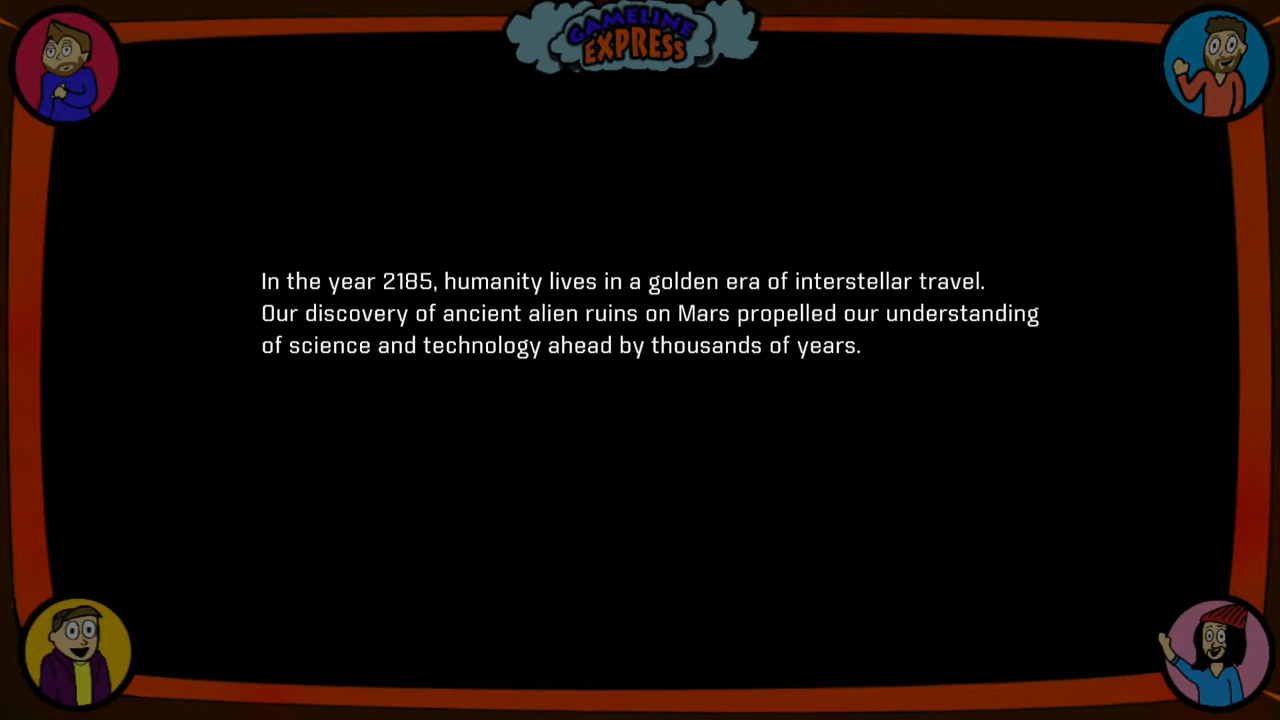 GAMELINE
EXPRESS
In the year 2185, humanity lives in a golden era of interstellar travel.
Our discovery of ancient alien ruins on Mars propelled our understanding
of science and technology ahead by thousands of years.